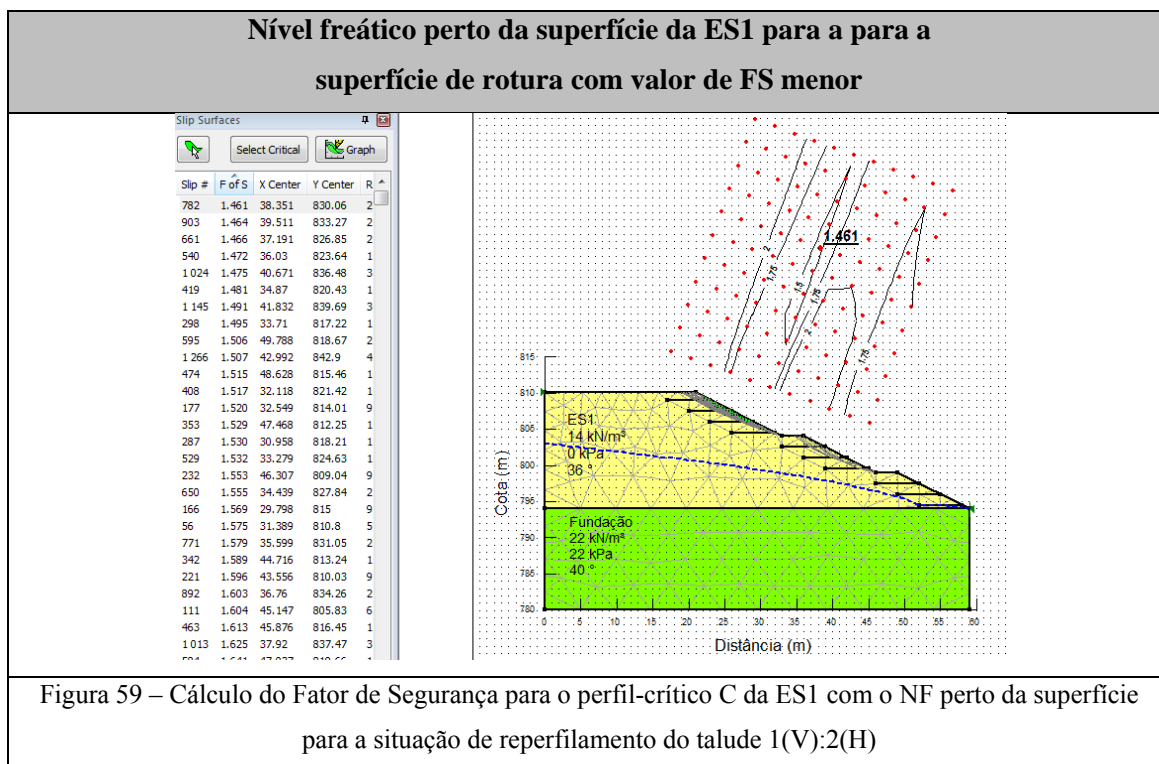 Nível freático perto da superfície da ES1 para a para a
superfície de rotura com valor de FS menor
Slip Surfaces
Select Critical Graph
Slip # F of S X Center Y Center R
782 1.461 38.351 830.06 2
903 1.464 39.511 833.27 2
661 1.466 37.191 826.85 2
540 1.472 36.03 823.64 1
1 024 1.475 40.671 836.48 3
419 1.481 34.87 820.43 1
1 145 1.491 41.832 839.69 3
298 1.495 33.71 817.22 1
595 1.506 49.788 818.67 2
1 266 1.507 42.992 842.9 4
474 1.515 48.628 815.46 1
408 1.517 32.118 821.42 1
177 1.520 32.549 814.01 9
353 1.529 47.468 812.25 1
287 1.530 30.958 818.21 1
529 1.532 33.279 824.63 1
232 1.553 46.307 809.04 9
650 1.555 34.439 827.84 2
166 1.569 29.798 815 9
56 1.575 31.389 810.8 5
771 1.579 35.599 831.05 2
342 1.589 44.716 813.24 1
221 1.596 43.556 810.03 9
892 1.603 36.76 834.26 2
111 1.604 45.147 805.83 6
463 1.613 45.876 816.45 1
1 013 1.625 37.92 837.47 3
1.461
2
1.75
1.5
1.75
2
1.75
815
810
805
800
795
790
785
780
Cota (m)
ES1
14 kN/m³
0 kPa
36 °
Fundação
22 kN/m³
22 kPa
40 °
0 5 10 15 20 25 30 35 40 45 50 55 60
Distância (m)
Figura 59 – Cálculo do Fator de Segurança para o perfil-crítico C da ES1 com o NF perto da superfície
para a situação de reperfilamento do talude 1(V):2(H)